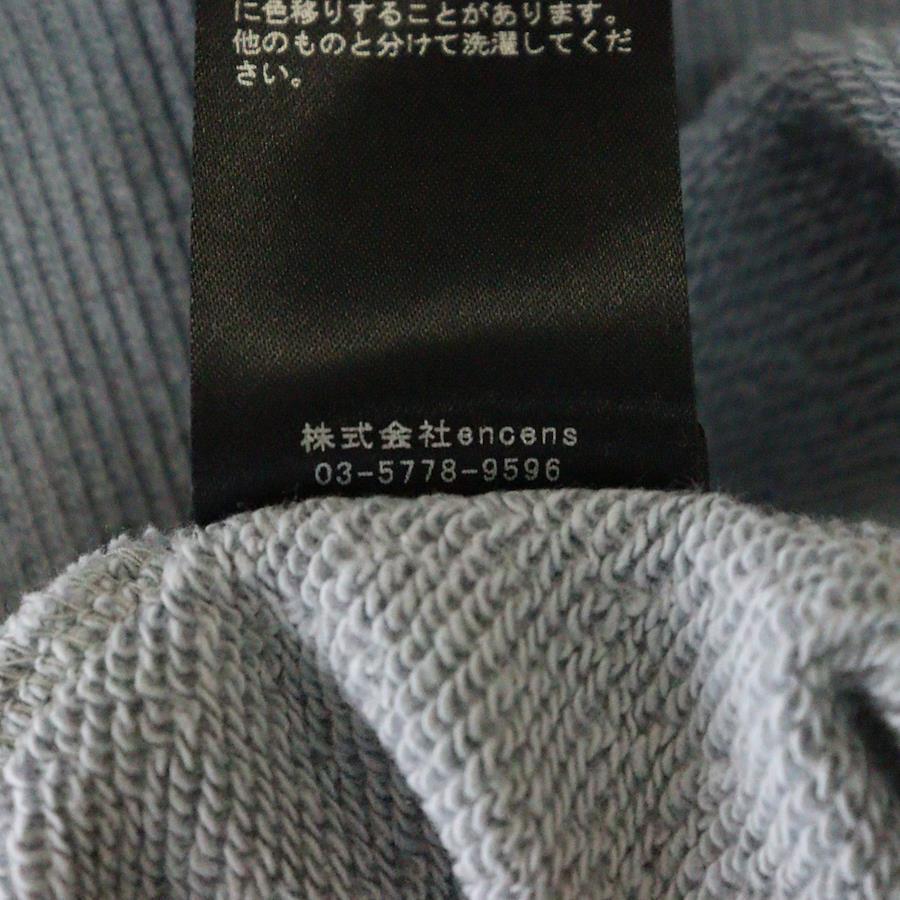 に色移りすることがあります。
他のものと分けて洗濯してくだ
さい。
株式会社encens
03-5778-9596